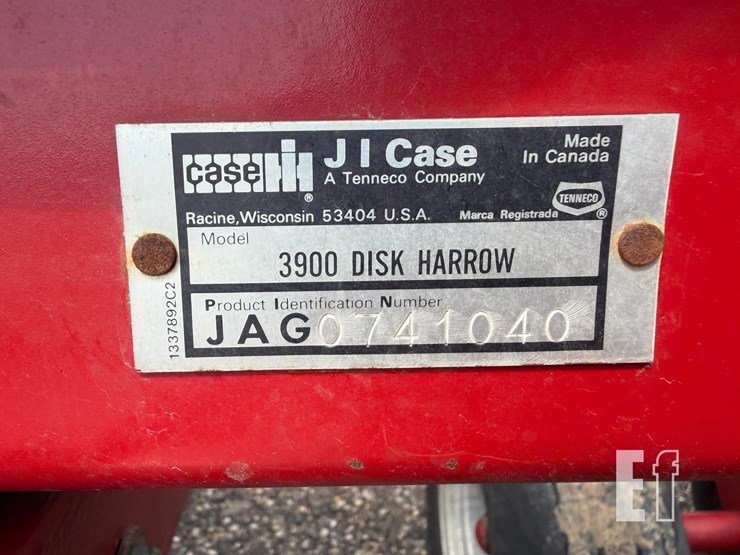 case IH ®
J I Case
A Tenneco Company
Made
In Canada
TENNECO
Racine, Wisconsin 53404 U.S.A.
Marca Registrada ®
Model
3900 DISK HARROW
Product Identification Number
JAG0741040
1337892C2
Ef